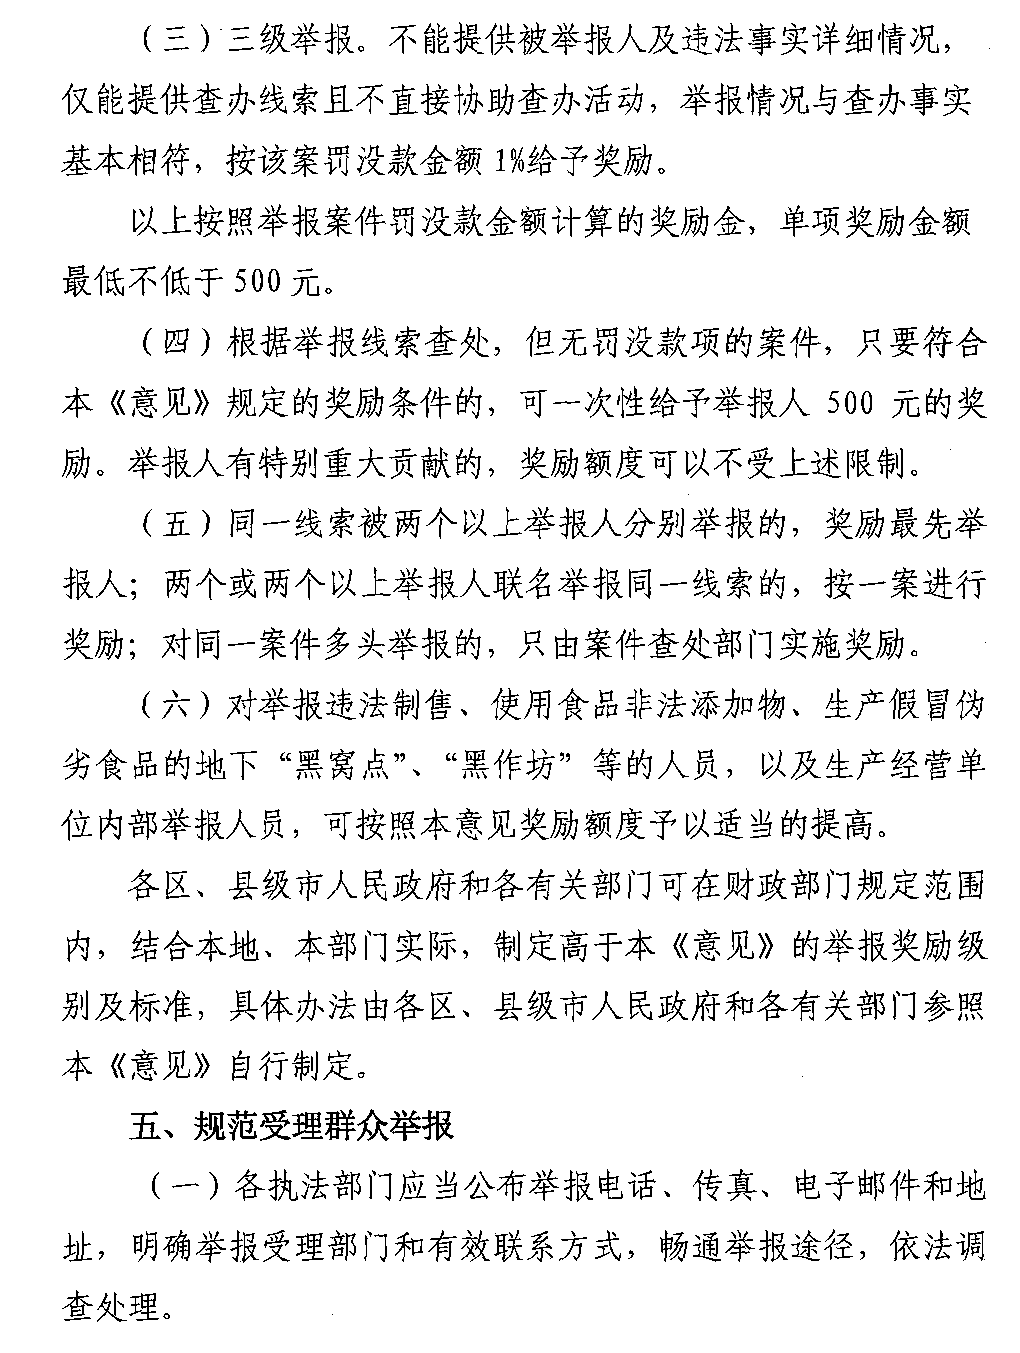 （三）三级举报。不能提供被举报人及违法事实详细情况，
仅能提供查办线索且不直接协助查办活动，举报情况与查办事实
基本相符，按该案罚没款金额 1%给予奖励。
以上按照举报案件罚没款金额计算的奖励金，单项奖励金额
最低不低于 500 元。
（四）根据举报线索查处，但无罚没款项的案件，只要符合
本《意见》规定的奖励条件的，可一次性给予举报人 500 元的奖
励。举报人有特别重大贡献的，奖励额度可以不受上述限制。
（五）同一线索被两个以上举报人分别举报的，奖励最先举
报人；两个或两个以上举报人联名举报同一线索的，按一案进行
奖励；对同一案件多头举报的，只由案件查处部门实施奖励。
（六）对举报违法制售、使用食品非法添加物、生产假冒伪
劣食品的地下“黑窝点”、“黑作坊”等的人员，以及生产经营单
位内部举报人员，可按照本意见奖励额度予以适当的提高。
各区、县级市人民政府和各有关部门可在财政部门规定范围
内，结合本地、本部门实际，制定高于本《意见》的举报奖励级
别及标准，具体办法由各区、县级市人民政府和各有关部门参照
本《意见》自行制定。
五、规范受理群众举报
（一）各执法部门应当公布举报电话、传真、电子邮件和地
址，明确举报受理部门和有效联系方式，畅通举报途径，依法调
查处理。